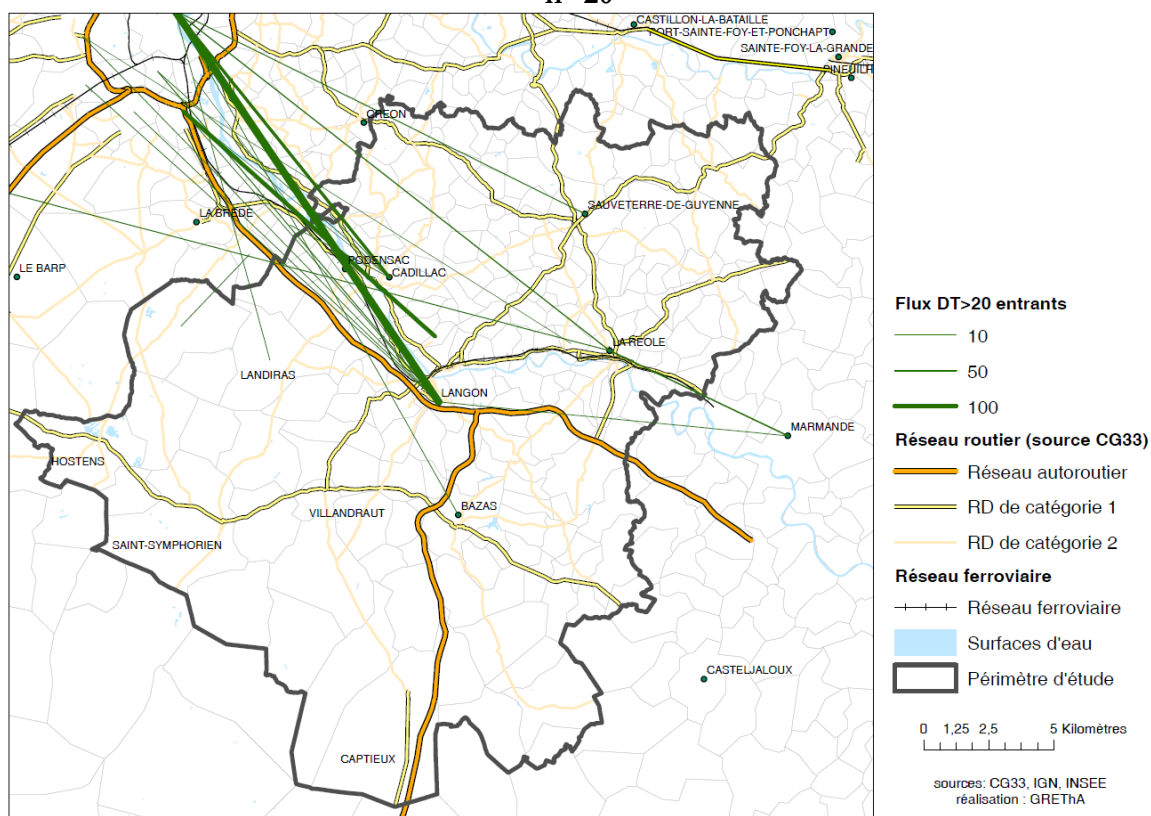 n° 20
CASTILLON-LA-BATAILLE
PORT-SAINTE-FOY-ET-PONCHAPT
SAINTE-FOY-LA-GRANDE
PINEUILH
CREON
SAUVETERRE-DE-GUYENNE
LA BREDE
PODENSAC
LE BARP
CADILLAC
LA REOLE
LANDIRAS
LANGON
MARMANDE
HOSTENS
BAZAS
VILLANDRAUT
SAINT-SYMPHORIEN
CASTELJALOUX
CAPTIEUX
Flux DT>20 entrants
10
50
100
Réseau routier (source CG33)
Réseau autoroutier
RD de catégorie 1
RD de catégorie 2
Réseau ferroviaire
Réseau ferroviaire
Surfaces d'eau
Périmètre d'étude
0 1,25 2,5 5 Kilomètres
sources: CG33, IGN, INSEE
réalisation : GREThA